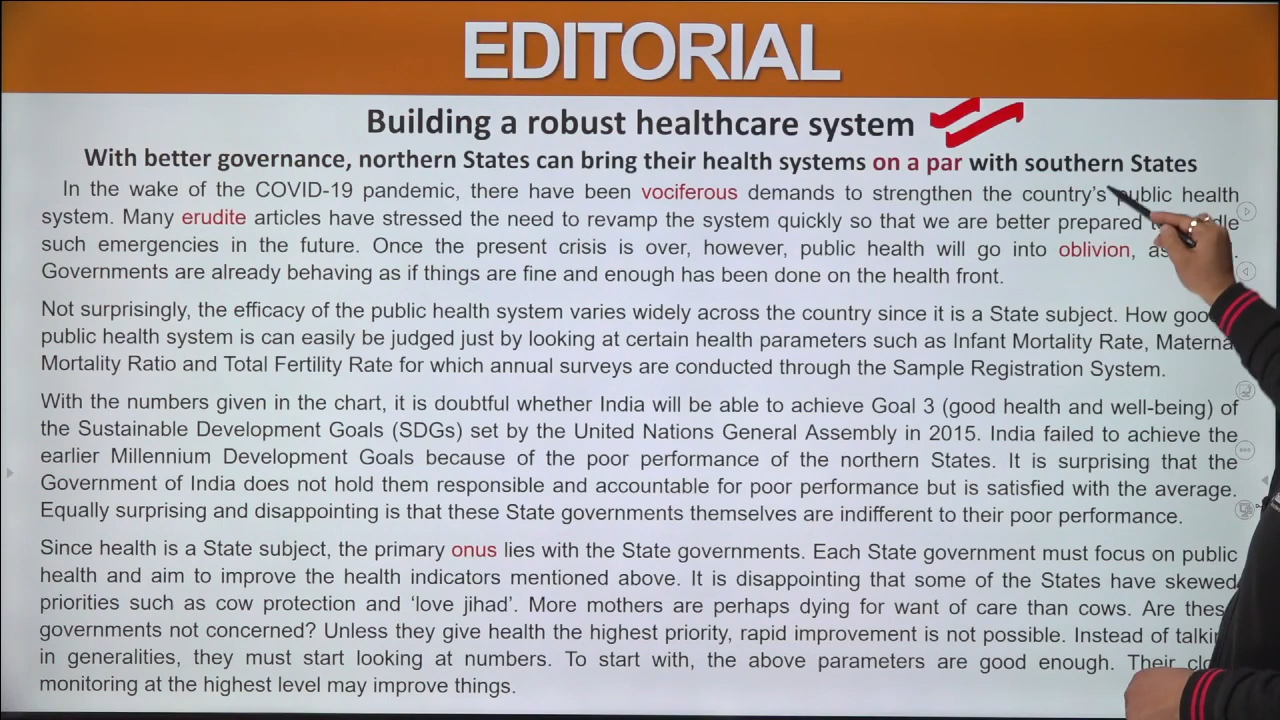 EDITORIAL
Building a robust healthcare system
With better governance, northern States can bring their health systems on a par with southern States
In the wake of the COVID-19 pandemic, there have been vociferous demands to strengthen the country's public health
system. Many erudite articles have stressed the need to revamp the system quickly so that we are better prepared
such emergencies in the future. Once the present crisis is over, however, public health will go into oblivion,
Governments are already behaving as if things are fine and enough has been done on the health front.
Not surprisingly, the efficacy of the public health system varies widely across the country since it is a State subject. How
public health system is can easily be judged just by looking at certain health parameters such as Infant Mortality Rate,
Mortality Ratio and Total Fertility Rate for which annual surveys are conducted through the Sample Registration System.
With the numbers given in the chart, it is doubtful whether India will be able to achieve Goal 3 (good health and well-being) of
the Sustainable Development Goals (SDGs) set by the United Nations General Assembly in 2015. India failed to achieve the
earlier Millennium Development Goals because of the poor performance of the northern States. It is surprising that the
Government of India does not hold them responsible and accountable for poor performance but is satisfied with the average.
Equally surprising and disappointing is that these State governments themselves are indifferent to their poor performance.
Since health is a State subject, the primary onus lies with the State governments. Each State government must focus on public
health and aim to improve the health indicators mentioned above. It is disappointing that some of the States have skewed
priorities such as cow protection and 'love jihad'. More mothers are perhaps dying for want of care than cows. Are
governments not concerned? Unless they give health the highest priority, rapid improvement is not possible. Instead of
in generalities, they must start looking at numbers. To start with, the above parameters are good enough. Their
monitoring at the highest level may improve things.